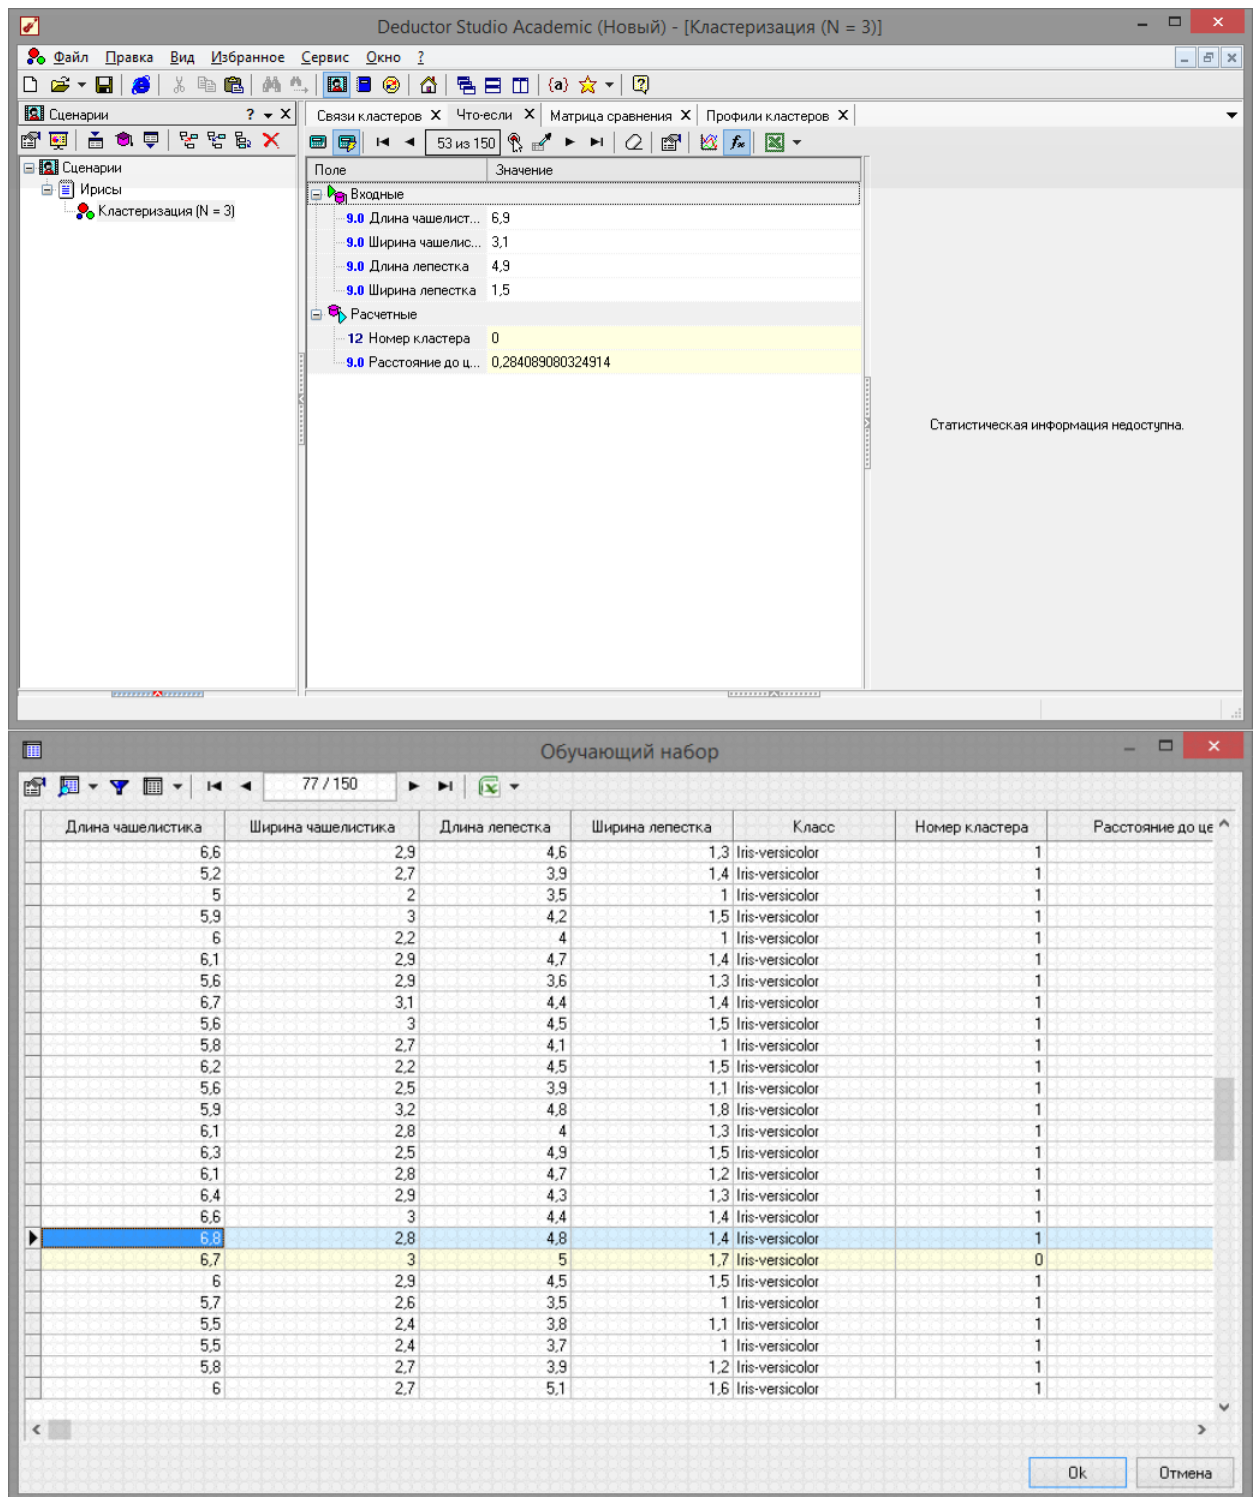 Deductor Studio Academic (Новый) - [Кластеризация (N = 3)]
Файл Правка Вид Избранное Сервис Окно ?
Сценарии
Связи кластеров X Что-если X Матрица сравнения X Профили кластеров X
53 из 150
Сценарии
Ирисы
Кластеризация (N = 3)
Поле Значение
Входные
9.0 Длина чашелист... 6,9
9.0 Ширина чашелис... 3,1
9.0 Длина лепестка 4,9
9.0 Ширина лепестка 1,5
Расчетные
12 Номер кластера 0
9.0 Расстояние до ц... 0,284089080324914
Статистическая информация недоступна.
Обучающий набор
77 / 150
Длина чашелистика Ширина чашелистика Длина лепестка Ширина лепестка Класс Номер кластера Расстояние до це
6,6 2,9 4,6 1,3 Iris-versicolor 1
5,2 2,7 3,9 1,4 Iris-versicolor 1
5 2 3,5 1 Iris-versicolor 1
5,9 3 4,2 1,5 Iris-versicolor 1
6 2,2 4 1 Iris-versicolor 1
6,1 2,9 4,7 1,4 Iris-versicolor 1
5,6 2,9 3,6 1,3 Iris-versicolor 1
6,7 3,1 4,4 1,4 Iris-versicolor 1
5,6 3 4,5 1,5 Iris-versicolor 1
5,8 2,7 4,1 1 Iris-versicolor 1
6,2 2,2 4,5 1,5 Iris-versicolor 1
5,6 2,5 3,9 1,1 Iris-versicolor 1
5,9 3,2 4,8 1,8 Iris-versicolor 1
6,1 2,8 4 1,3 Iris-versicolor 1
6,3 2,5 4,9 1,5 Iris-versicolor 1
6,1 2,8 4,7 1,2 Iris-versicolor 1
6,4 2,9 4,3 1,3 Iris-versicolor 1
6,6 3 4,4 1,4 Iris-versicolor 1
6,8 2,8 4,8 1,4 Iris-versicolor 1
6,7 3 5 1,7 Iris-versicolor 0
6 2,9 4,5 1,5 Iris-versicolor 1
5,7 2,6 3,5 1 Iris-versicolor 1
5,5 2,4 3,8 1,1 Iris-versicolor 1
5,5 2,4 3,7 1 Iris-versicolor 1
5,8 2,7 3,9 1,2 Iris-versicolor 1
6 2,7 5,1 1,6 Iris-versicolor 1
Ok Отмена